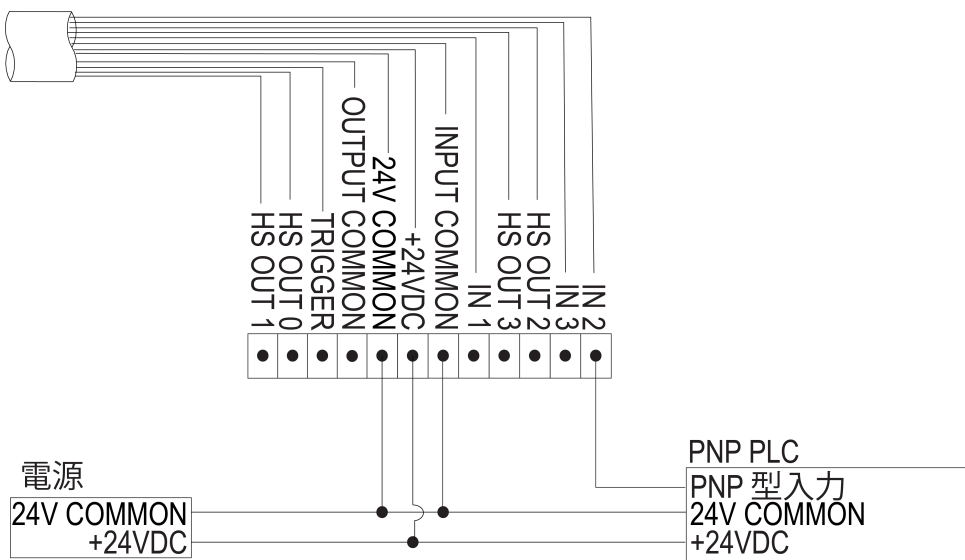 HS OUT 1
HS OUT 0
TRIGGER
OUTPUT COMMON
24V COMMON
+24VDC
INPUT COMMON
IN 1
HS OUT 3
HS OUT 2
IN 3
IN 2
電源
24V COMMON
+24VDC
PNP PLC
PNP 型入力
24V COMMON
+24VDC